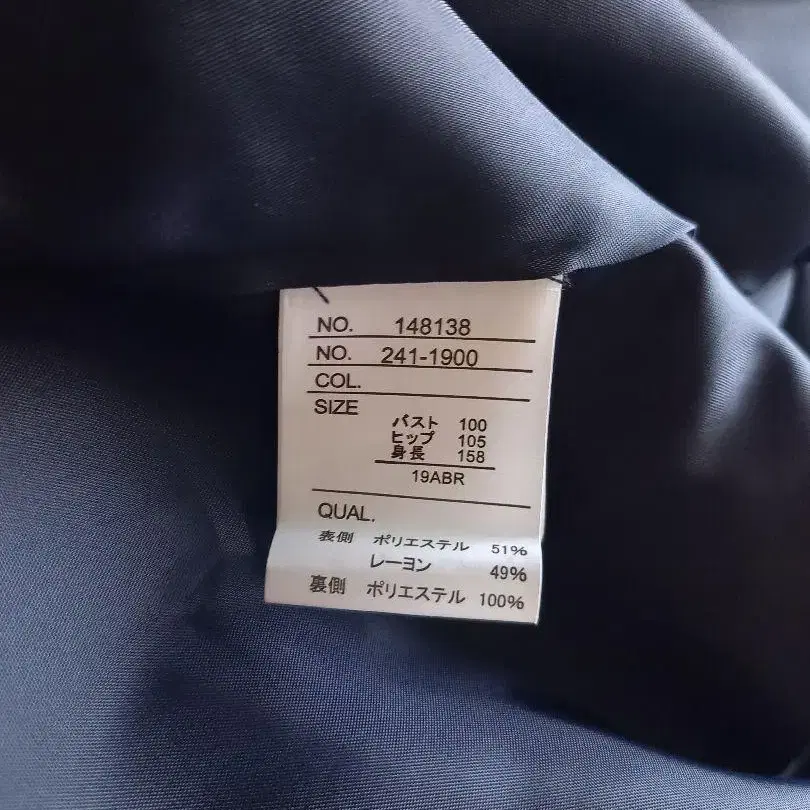 NO. 148138
NO. 241-1900
COL.
SIZE
バスト 100
ヒップ 105
身長 158
19ABR
QUAL.
表側 ポリエステル 51%
レーヨン 49%
裏側 ポリエステル 100%